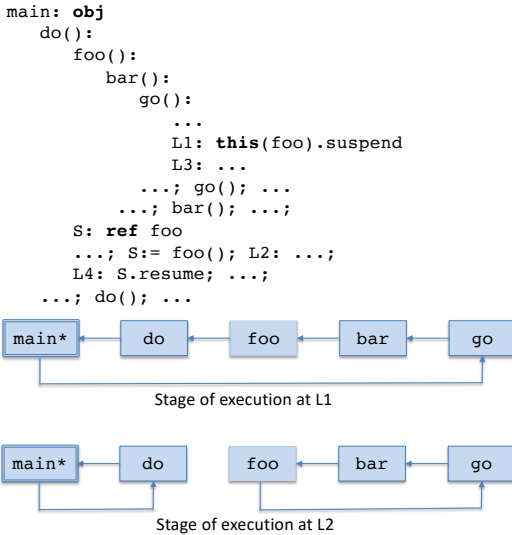 main: obj
do():
foo():
bar():
go():
...
L1: this(foo).suspend
L3: ...
...; go(); ...
...; bar(); ...;
S: ref foo
...; S:= foo(); L2: ...;
L4: S.resume; ...;
...; do(); ...
main* do foo bar go
Stage of execution at L1
main* do foo bar go
Stage of execution at L2